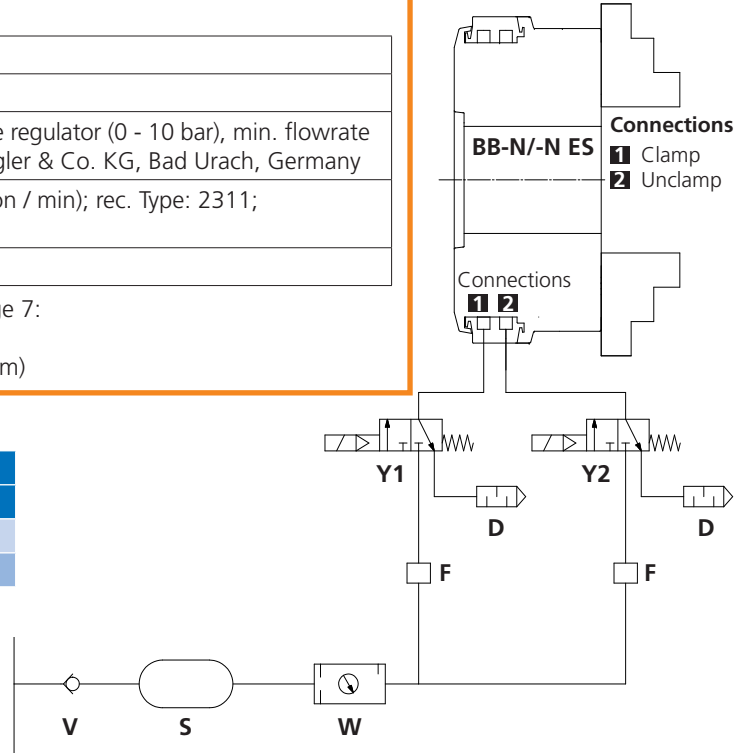 e regulator (0 - 10 bar), min. flowrate
gler & Co. KG, Bad Urach, Germany
on / min); rec. Type: 2311;
ge 7:
m)
BB-N/-N ES
Connections
1 Clamp
2 Unclamp
Connections
1 2
Y1
Y2
D
D
F
F
V
S
W